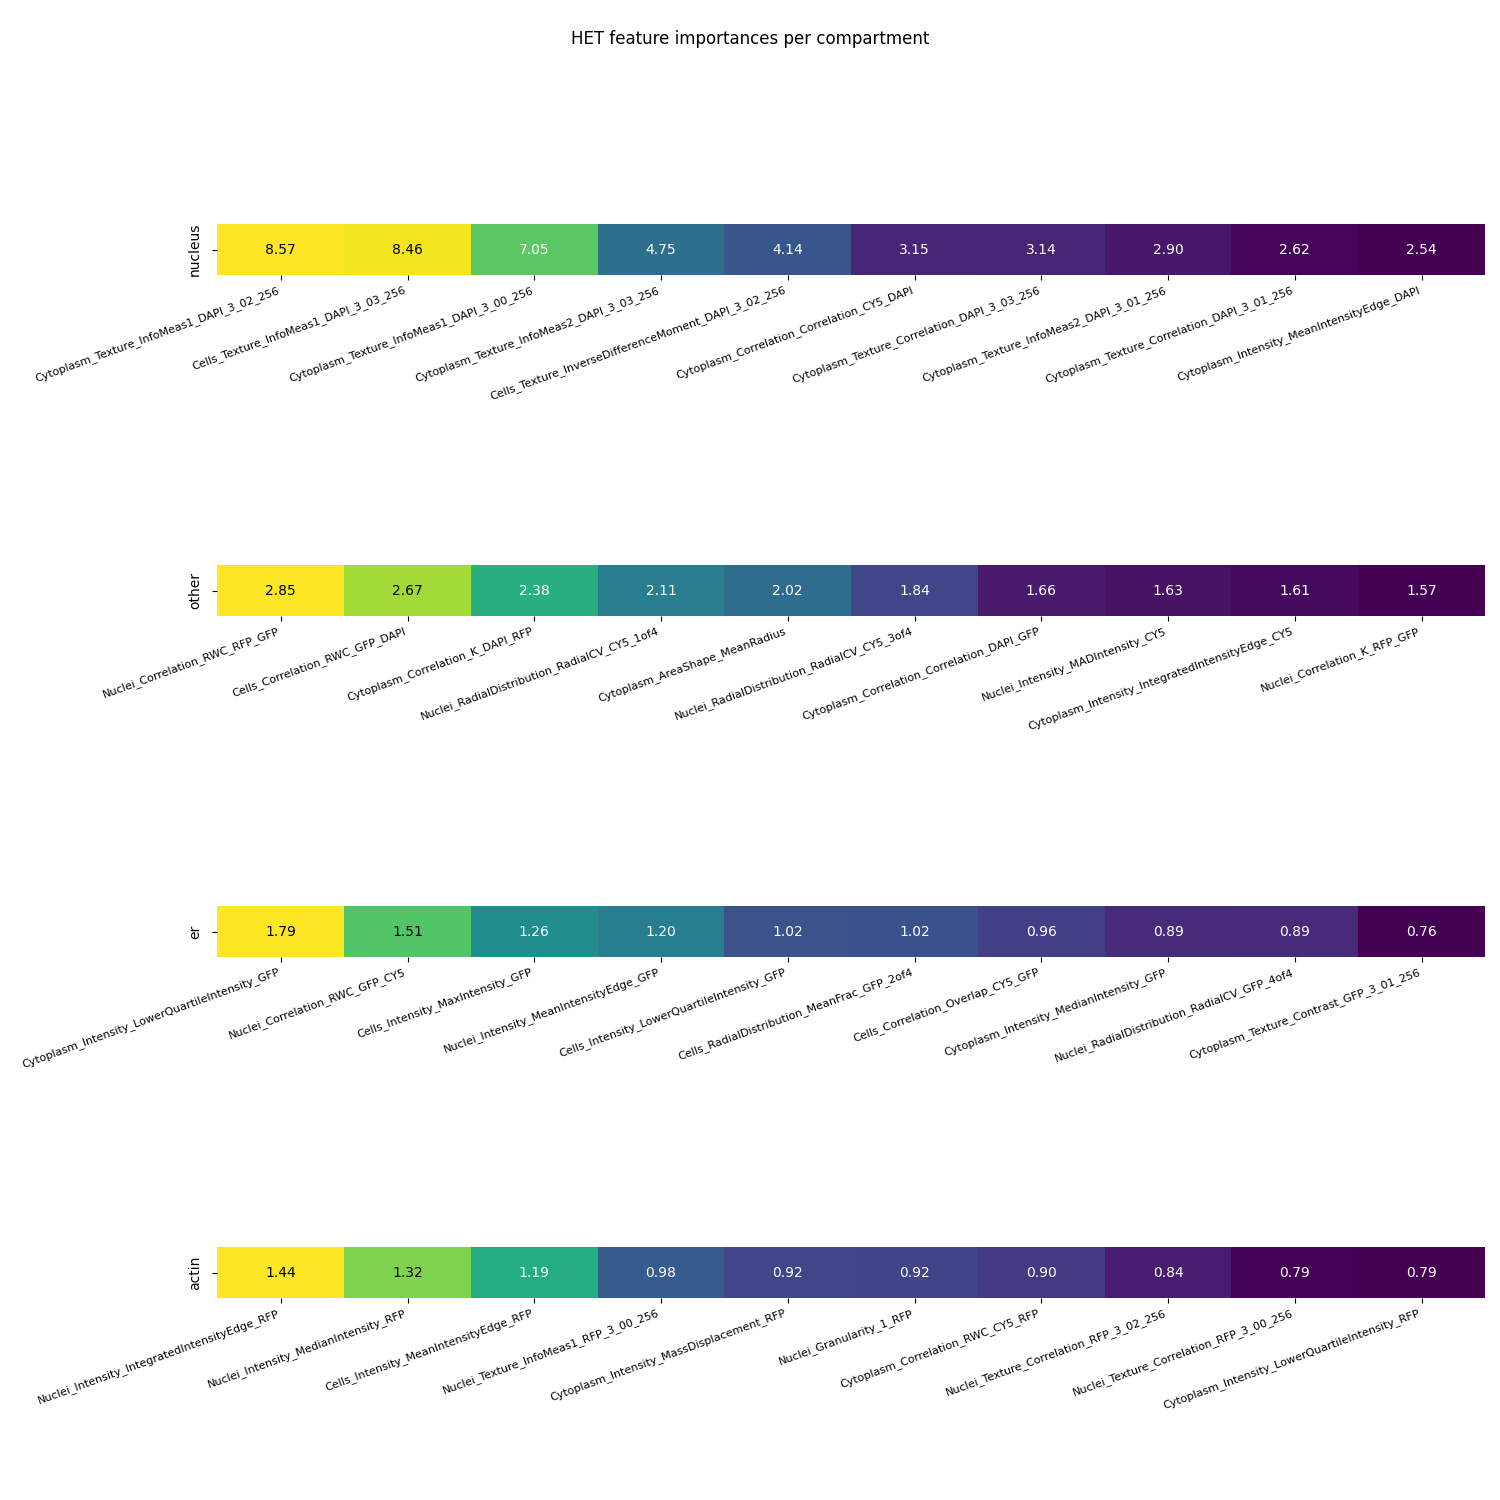 HET feature importances per compartment
nucleus
8.57 8.46 7.05 4.75 4.14 3.15 3.14 2.90 2.62 2.54
Cytoplasm_Texture_InfoMeas1_DAPI_3_02_256
Cells_Texture_InfoMeas1_DAPI_3_03_256
Cytoplasm_Texture_InfoMeas1_DAPI_3_00_256
Cytoplasm_Texture_InfoMeas2_DAPI_3_03_256
Cells_Texture_InverseDifferenceMoment_DAPI_3_02_256
Cytoplasm_Correlation_Correlation_CY5_DAPI
Cytoplasm_Texture_Correlation_DAPI_3_03_256
Cytoplasm_Texture_InfoMeas2_DAPI_3_01_256
Cytoplasm_Texture_Correlation_DAPI_3_01_256
Cytoplasm_Intensity_MeanIntensityEdge_DAPI
other
2.85 2.67 2.38 2.11 2.02 1.84 1.66 1.63 1.61 1.57
Nuclei_Correlation_RWC_RFP_GFP
Cells_Correlation_RWC_GFP_DAPI
Cytoplasm_Correlation_K_DAPI_RFP
Nuclei_RadialDistribution_RadialCV_CY5_1of4
Cytoplasm_AreaShape_MeanRadius
Nuclei_RadialDistribution_RadialCV_CY5_3of4
Cytoplasm_Correlation_Correlation_DAPI_GFP
Nuclei_Intensity_MADIntensity_CY5
Cytoplasm_Intensity_IntegratedIntensityEdge_CY5
Nuclei_Correlation_K_RFP_GFP
er
1.79 1.51 1.26 1.20 1.02 1.02 0.96 0.89 0.89 0.76
Cytoplasm_Intensity_LowerQuartileIntensity_GFP
Nuclei_Correlation_RWC_GFP_CY5
Cells_Intensity_MaxIntensity_GFP
Nuclei_Intensity_MeanIntensityEdge_GFP
Cells_Intensity_LowerQuartileIntensity_GFP
Cells_RadialDistribution_MeanFrac_GFP_2of4
Cells_Correlation_Overlap_CY5_GFP
Cytoplasm_Intensity_MedianIntensity_GFP
Nuclei_RadialDistribution_RadialCV_GFP_4of4
Cytoplasm_Texture_Contrast_GFP_3_01_256
actin
1.44 1.32 1.19 0.98 0.92 0.92 0.90 0.84 0.79 0.79
Nuclei_Intensity_IntegratedIntensityEdge_RFP
Nuclei_Intensity_MedianIntensity_RFP
Cells_Intensity_MeanIntensityEdge_RFP
Nuclei_Texture_InfoMeas1_RFP_3_00_256
Cytoplasm_Intensity_MassDisplacement_RFP
Nuclei_Granularity_1_RFP
Cytoplasm_Correlation_RWC_CY5_RFP
Nuclei_Texture_Correlation_RFP_3_02_256
Nuclei_Texture_Correlation_RFP_3_00_256
Cytoplasm_Intensity_LowerQuartileIntensity_RFP